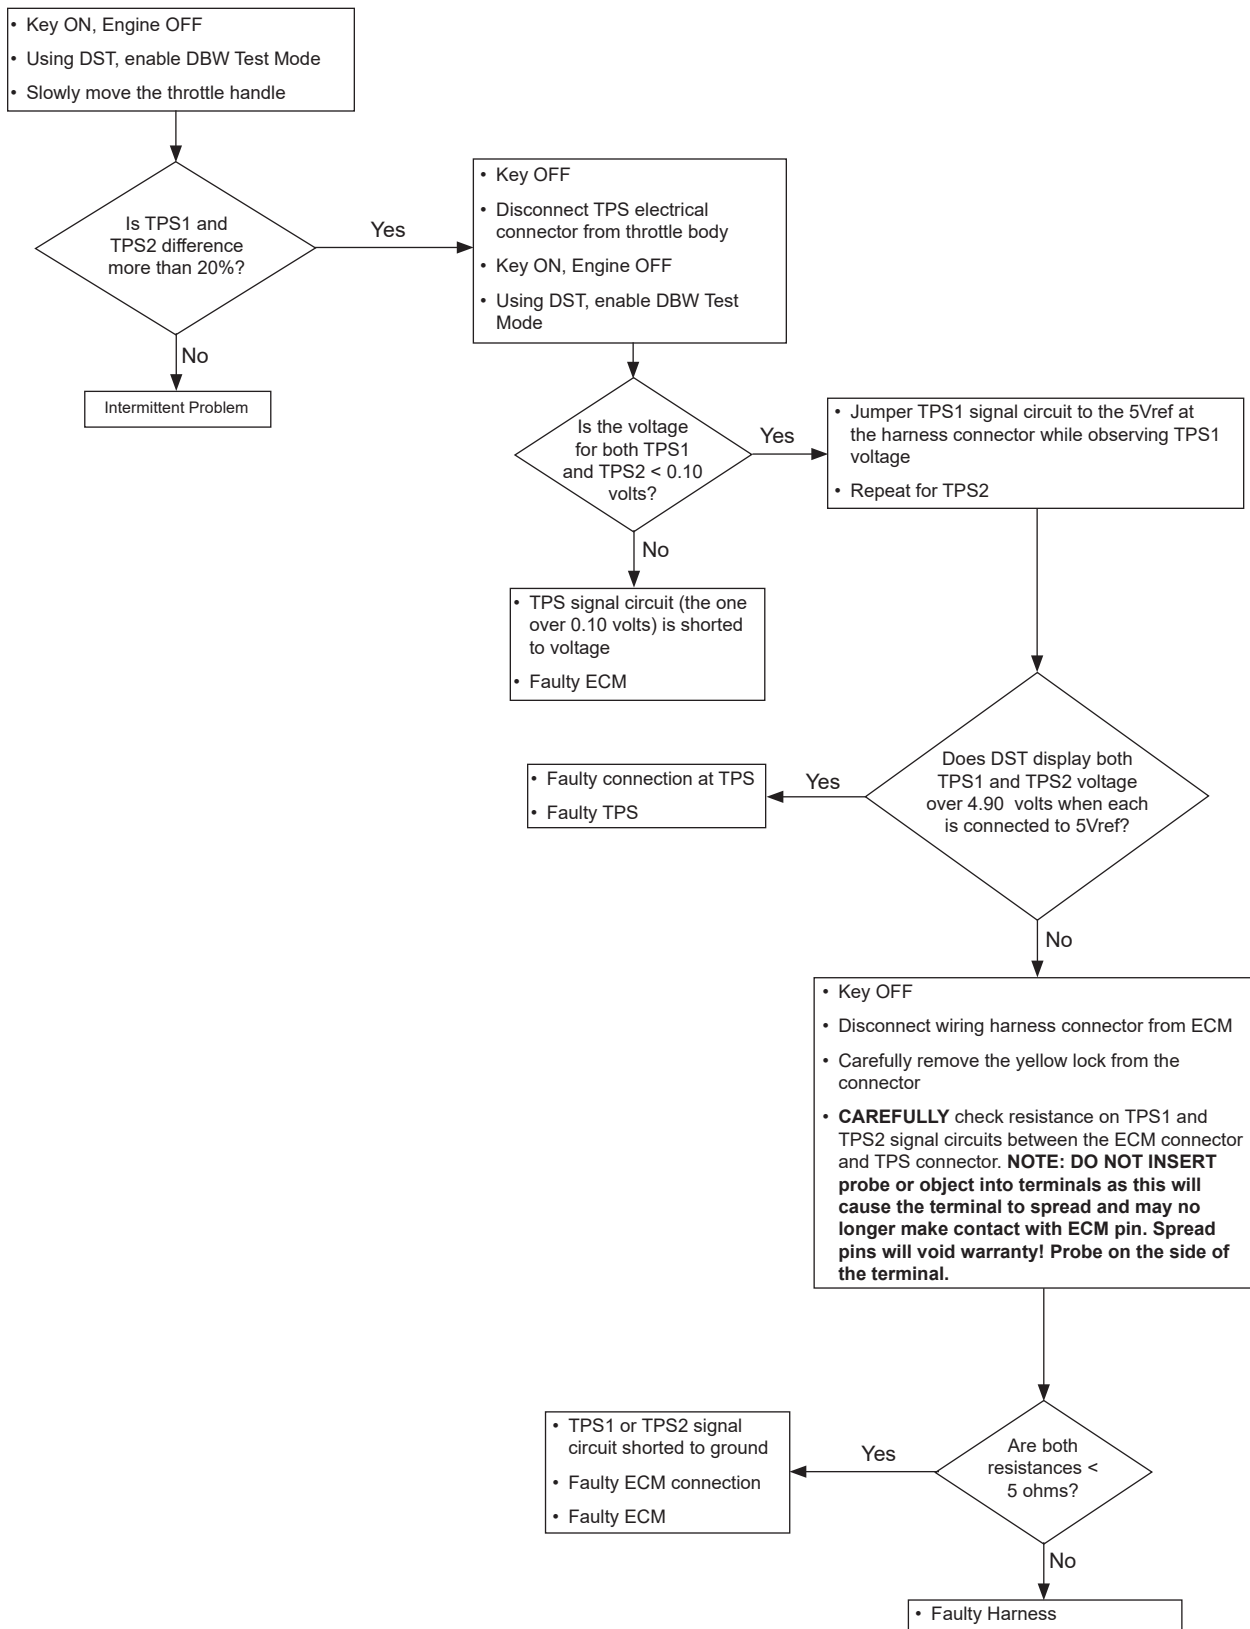 • Key ON, Engine OFF
• Using DST, enable DBW Test Mode
• Slowly move the throttle handle
Is TPS1 and
TPS2 difference
more than 20%?
Yes
No
Intermittent Problem
• Key OFF
• Disconnect TPS electrical
connector from throttle body
• Key ON, Engine OFF
• Using DST, enable DBW Test
Mode
Is the voltage
for both TPS1
and TPS2 < 0.10
volts?
Yes
No
• TPS signal circuit (the one
over 0.10 volts) is shorted
to voltage
• Faulty ECM
• Jumper TPS1 signal circuit to the 5Vref at
the harness connector while observing TPS1
voltage
• Repeat for TPS2
Does DST display both
TPS1 and TPS2 voltage
over 4.90 volts when each
is connected to 5Vref?
Yes
• Faulty connection at TPS
• Faulty TPS
No
• Key OFF
• Disconnect wiring harness connector from ECM
• Carefully remove the yellow lock from the
connector
• CAREFULLY check resistance on TPS1 and
TPS2 signal circuits between the ECM connector
and TPS connector. NOTE: DO NOT INSERT
probe or object into terminals as this will
cause the terminal to spread and may no
longer make contact with ECM pin. Spread
pins will void warranty! Probe on the side of
the terminal.
Are both
resistances <
5 ohms?
Yes
• TPS1 or TPS2 signal
circuit shorted to ground
• Faulty ECM connection
• Faulty ECM
No
• Faulty Harness